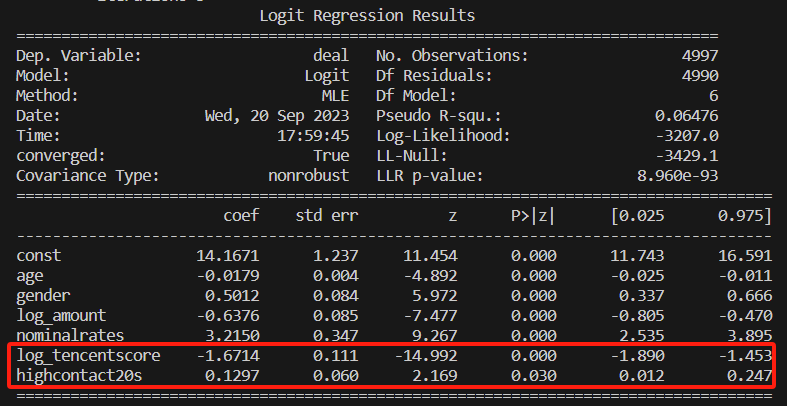 Logit Regression Results
==============================================================================
Dep. Variable: deal No. Observations: 4997
Model: Logit Df Residuals: 4990
Method: MLE Df Model: 6
Date: Wed, 20 Sep 2023 Pseudo R-squ.: 0.06476
Time: 17:59:45 Log-Likelihood: -3207.0
converged: True LL-Null: -3429.1
Covariance Type: nonrobust LLR p-value: 8.960e-93
==============================================================================
coef std err z P>|z| [0.025 0.975]
------------------------------------------------------------------------------
const 14.1671 1.237 11.454 0.000 11.743 16.591
age -0.0179 0.004 -4.892 0.000 -0.025 -0.011
gender 0.5012 0.084 5.972 0.000 0.337 0.666
log_amount -0.6376 0.085 -7.477 0.000 -0.805 -0.470
nominalrates 3.2150 0.347 9.267 0.000 2.535 3.895
log_tencentscore -1.6714 0.111 -14.992 0.000 -1.890 -1.453
highcontact20s 0.1297 0.060 2.169 0.030 0.012 0.247
==============================================================================